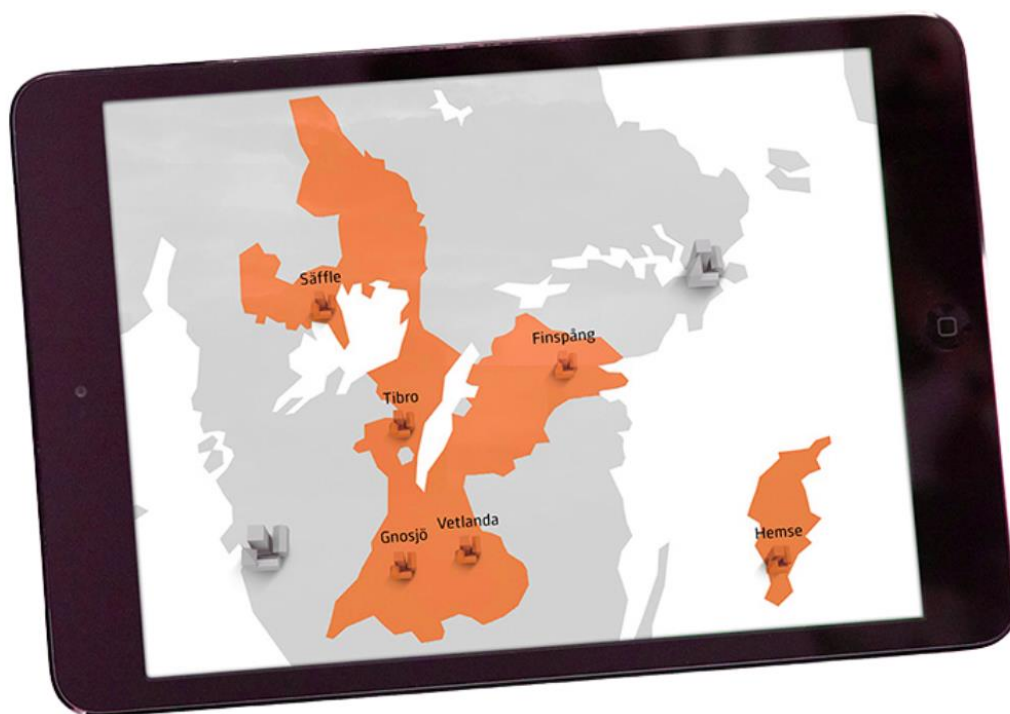 Säffle
Finspång
Tibro
Vetlanda
Gnosjö
Hemse